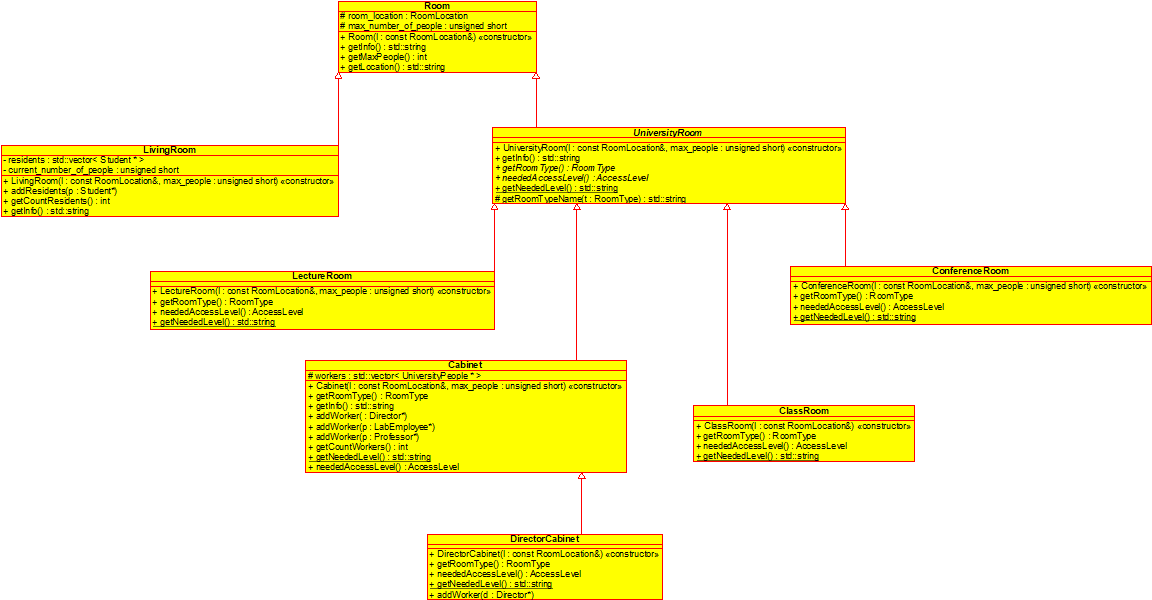 Room
# room_location : RoomLocation
# max_number_of_people : unsigned short
+ Room(l : const RoomLocation&) «constructor»
+ getInfo() : std::string
+ getMaxPeople() : int
+ getLocation() : std::string
UniversityRoom
+ UniversityRoom(l : const RoomLocation&, max_people : unsigned short) «constructor»
+ getInfo() : std::string
+ getRoomType() : RoomType
+ neededAccessLevel() : AccessLevel
+ getNeededLevel() : std::string
# getRoomTypeName(t : RoomType) : std::string
LivingRoom
- residents : std::vector< Student * >
- current_number_of_people : unsigned short
+ LivingRoom(l : const RoomLocation&, max_people : unsigned short) «constructor»
+ addResidents(p : Student*)
+ getCountResidents() : int
+ getInfo() : std::string
LectureRoom
+ LectureRoom(l : const RoomLocation&, max_people : unsigned short) «constructor»
+ getRoomType() : RoomType
+ neededAccessLevel() : AccessLevel
+ getNeededLevel() : std::string
ConferenceRoom
+ ConferenceRoom(l : const RoomLocation&, max_people : unsigned short) «constructor»
+ getRoomType() : RoomType
+ neededAccessLevel() : AccessLevel
+ getNeededLevel() : std::string
Cabinet
# workers : std::vector< UniversityPeople * >
+ Cabinet(l : const RoomLocation&, max_people : unsigned short) «constructor»
+ getRoomType() : RoomType
+ getInfo() : std::string
+ addWorker( : Director*)
+ addWorker(p : LabEmployee*)
+ addWorker(p : Professor*)
+ getCountWorkers() : int
+ getNeededLevel() : std::string
+ neededAccessLevel() : AccessLevel
ClassRoom
+ ClassRoom(l : const RoomLocation&) «constructor»
+ getRoomType() : RoomType
+ neededAccessLevel() : AccessLevel
+ getNeededLevel() : std::string
DirectorCabinet
+ DirectorCabinet(l : const RoomLocation&) «constructor»
+ getRoomType() : RoomType
+ neededAccessLevel() : AccessLevel
+ getNeededLevel() : std::string
+ addWorker(d : Director*)